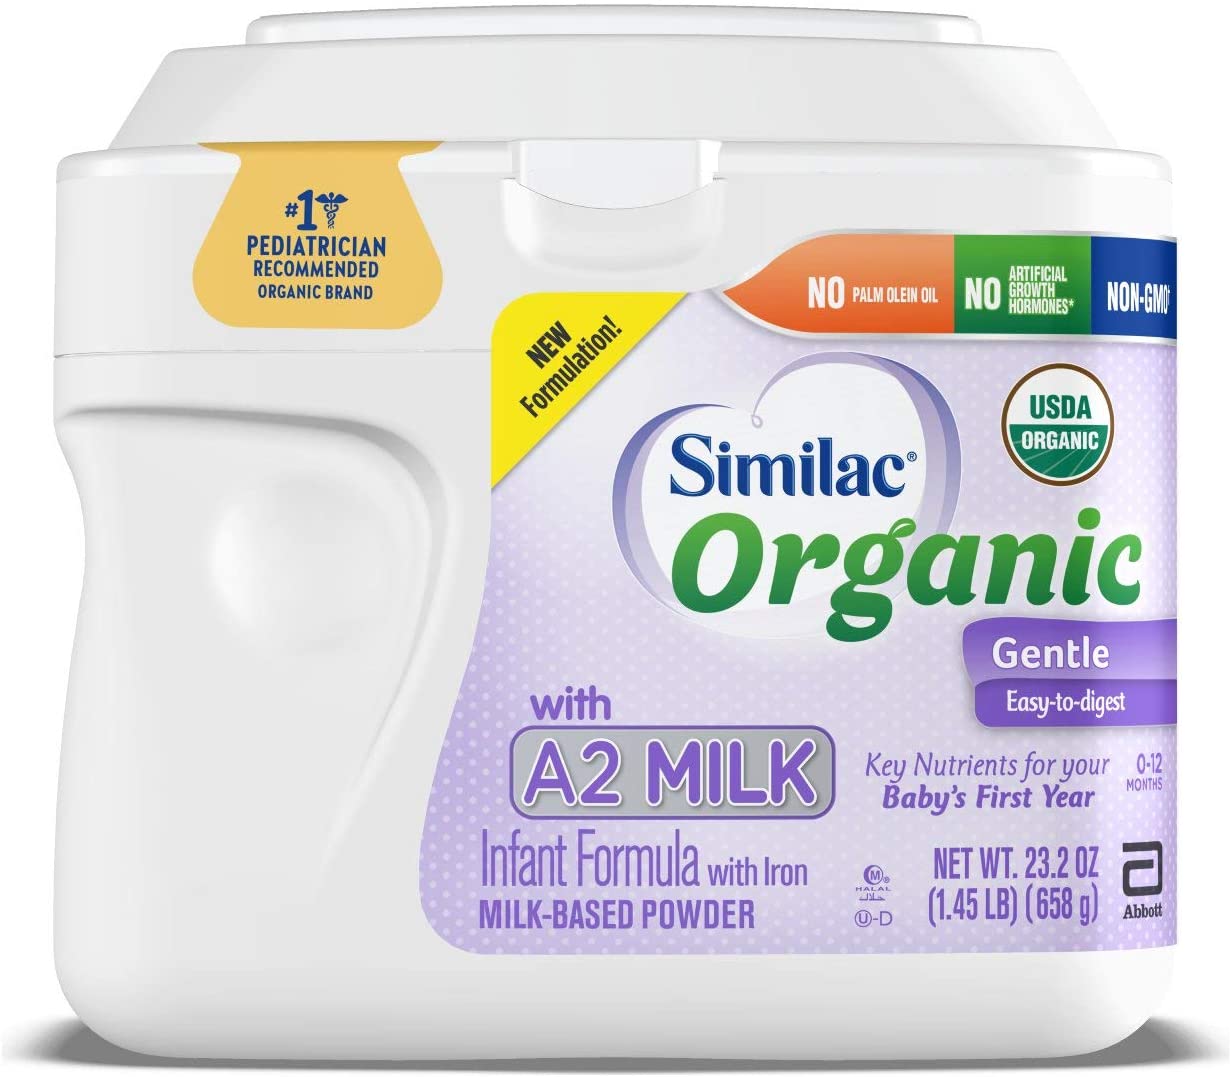 #1
PEDIATRICIAN
RECOMMENDED
ORGANIC BRAND
NEW
Formulation!
NO PALM OLEIN OIL
NO ARTIFICIAL
GROWTH
HORMONES*
NON-GMO†
Similac®
Organic
USDA
ORGANIC
Gentle
Easy-to-digest
with
A2 MILK
Key Nutrients for your
Baby's First Year
0-12
MONTHS
Infant Formula with Iron
MILK-BASED POWDER
M®
HALAL
حلال
U-D
NET WT. 23.2 OZ
(1.45 LB) (658 g)
a
Abbott